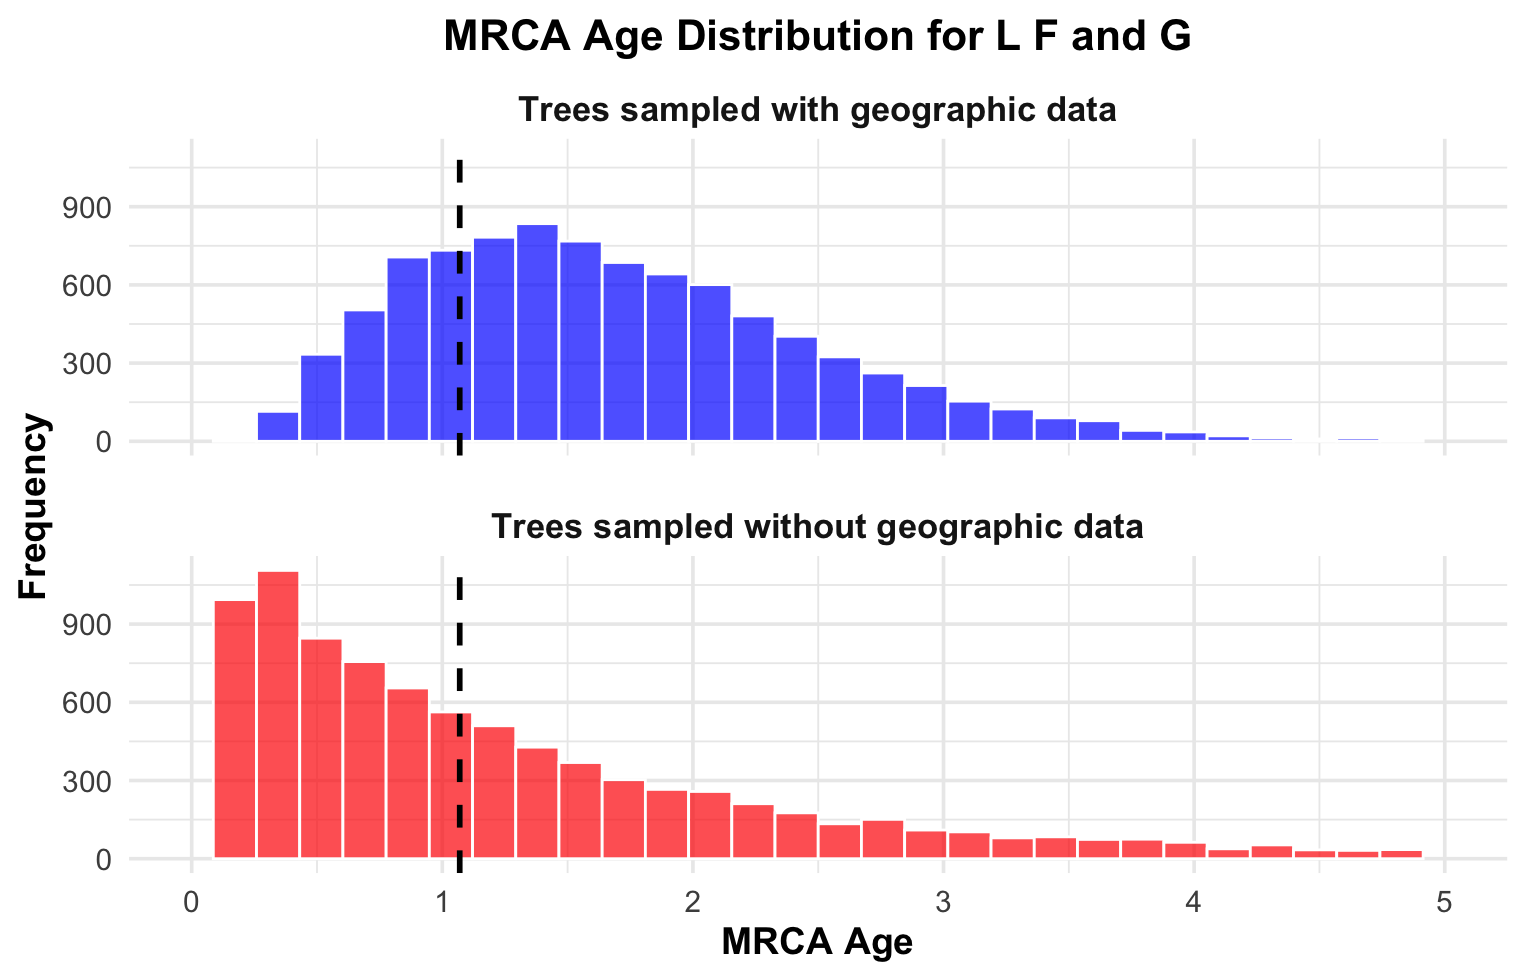 MRCA Age Distribution for L F and G
Trees sampled with geographic data
900
600
300
0
Frequency
Trees sampled without geographic data
900
600
300
0
0 1 2 3 4 5
MRCA Age